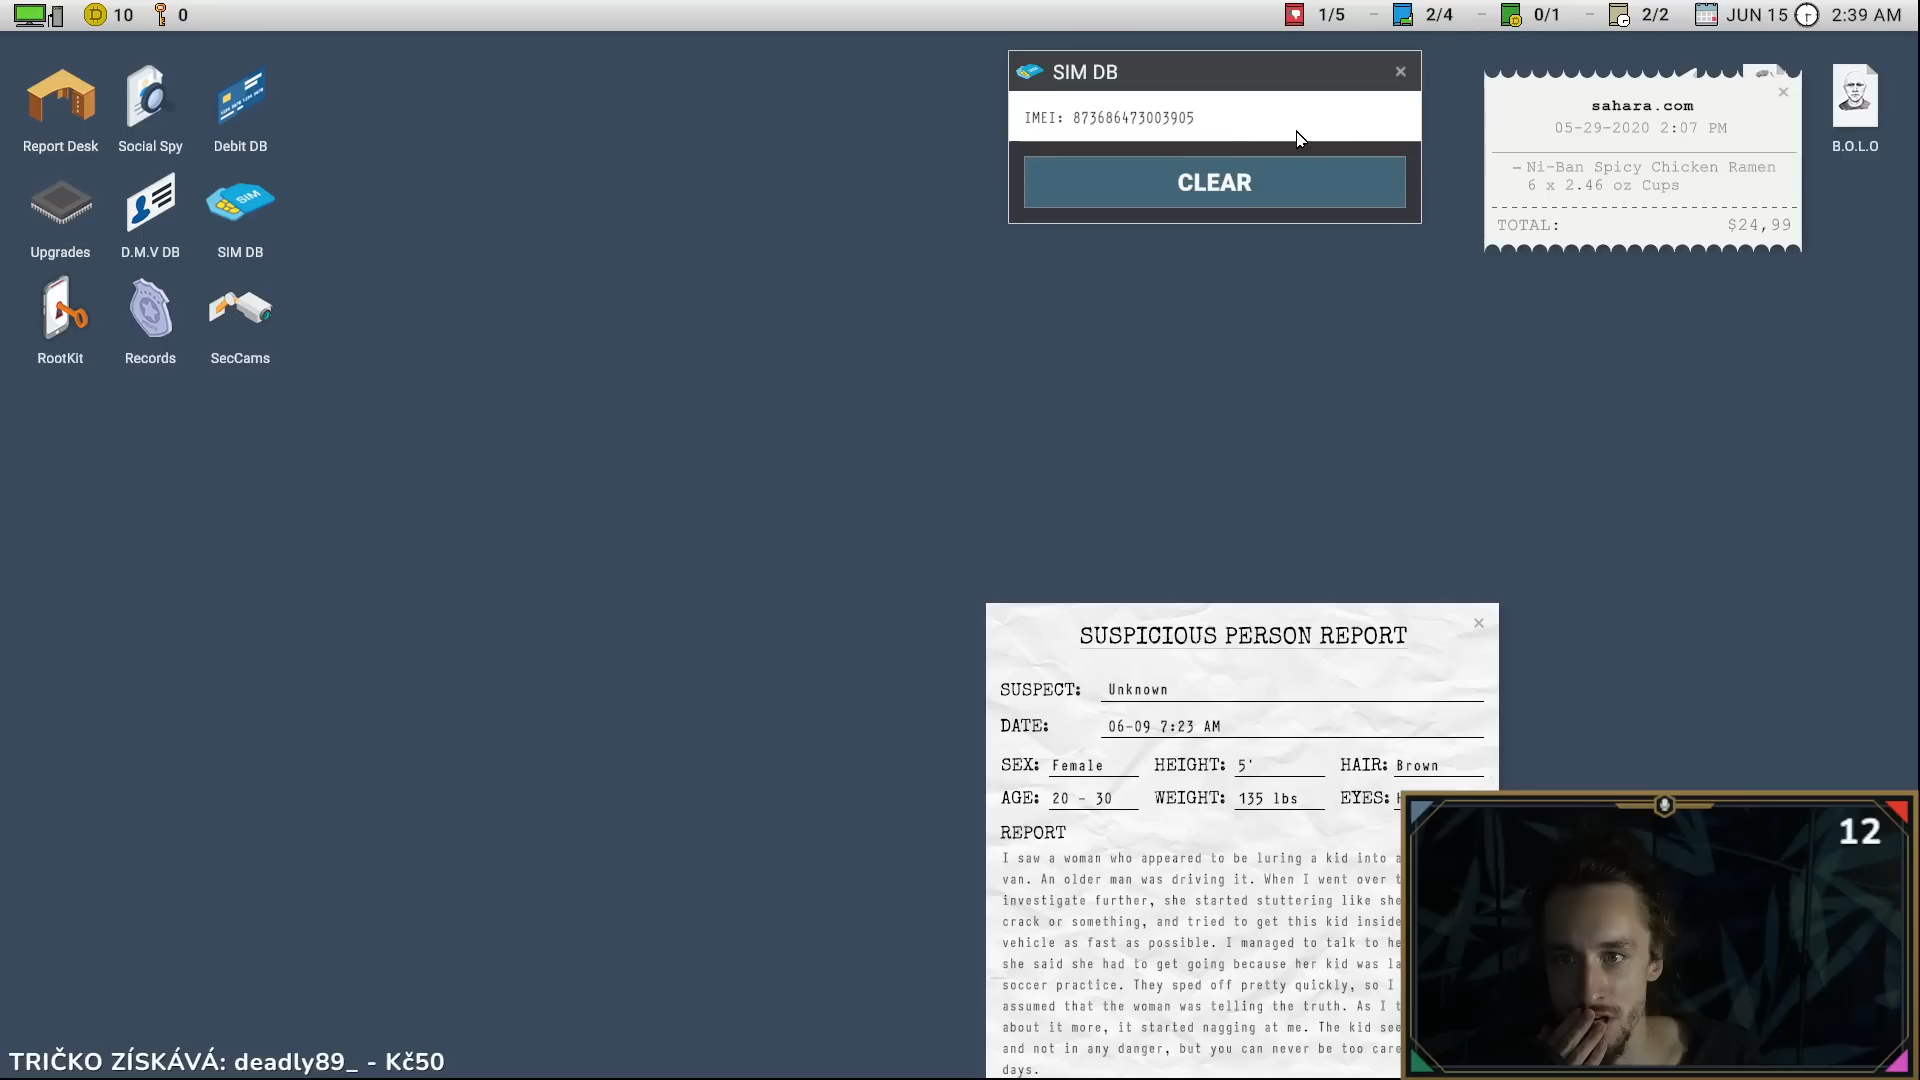 10
0
1/5
2/4
0/1
2/2
JUN 15
2:39 AM
Report Desk
Social Spy
Debit DB
Upgrades
D.M.V DB
SIM
SIM DB
RootKit
Records
SecCams
SIM DB
IMEI: 873686473003905
CLEAR
sahara.com
05-29-2020 2:07 PM
- Ni-Ban Spicy Chicken Ramen
6 x 2.46 oz Cups
TOTAL: $24,99
B.O.L.O
SUSPICIOUS PERSON REPORT
SUSPECT: Unknown
DATE: 06-09 7:23 AM
SEX: Female HEIGHT: 5' HAIR: Brown
AGE: 20 - 30 WEIGHT: 135 lbs EYES:
REPORT
I saw a woman who appeared to be luring a kid into a
van. An older man was driving it. When I went over
investigate further, she started stuttering like she
crack or something, and tried to get this kid inside
vehicle as fast as possible. I managed to talk to
she said she had to get going because her kid was
soccer practice. They sped off pretty quickly, so I
assumed that the woman was telling the truth. As I
about it more, it started nagging at me. The kid
and not in any danger, but you can never be too
days.
12
TRIČKO ZÍSKÁVÁ: deadly89_ - Kč50